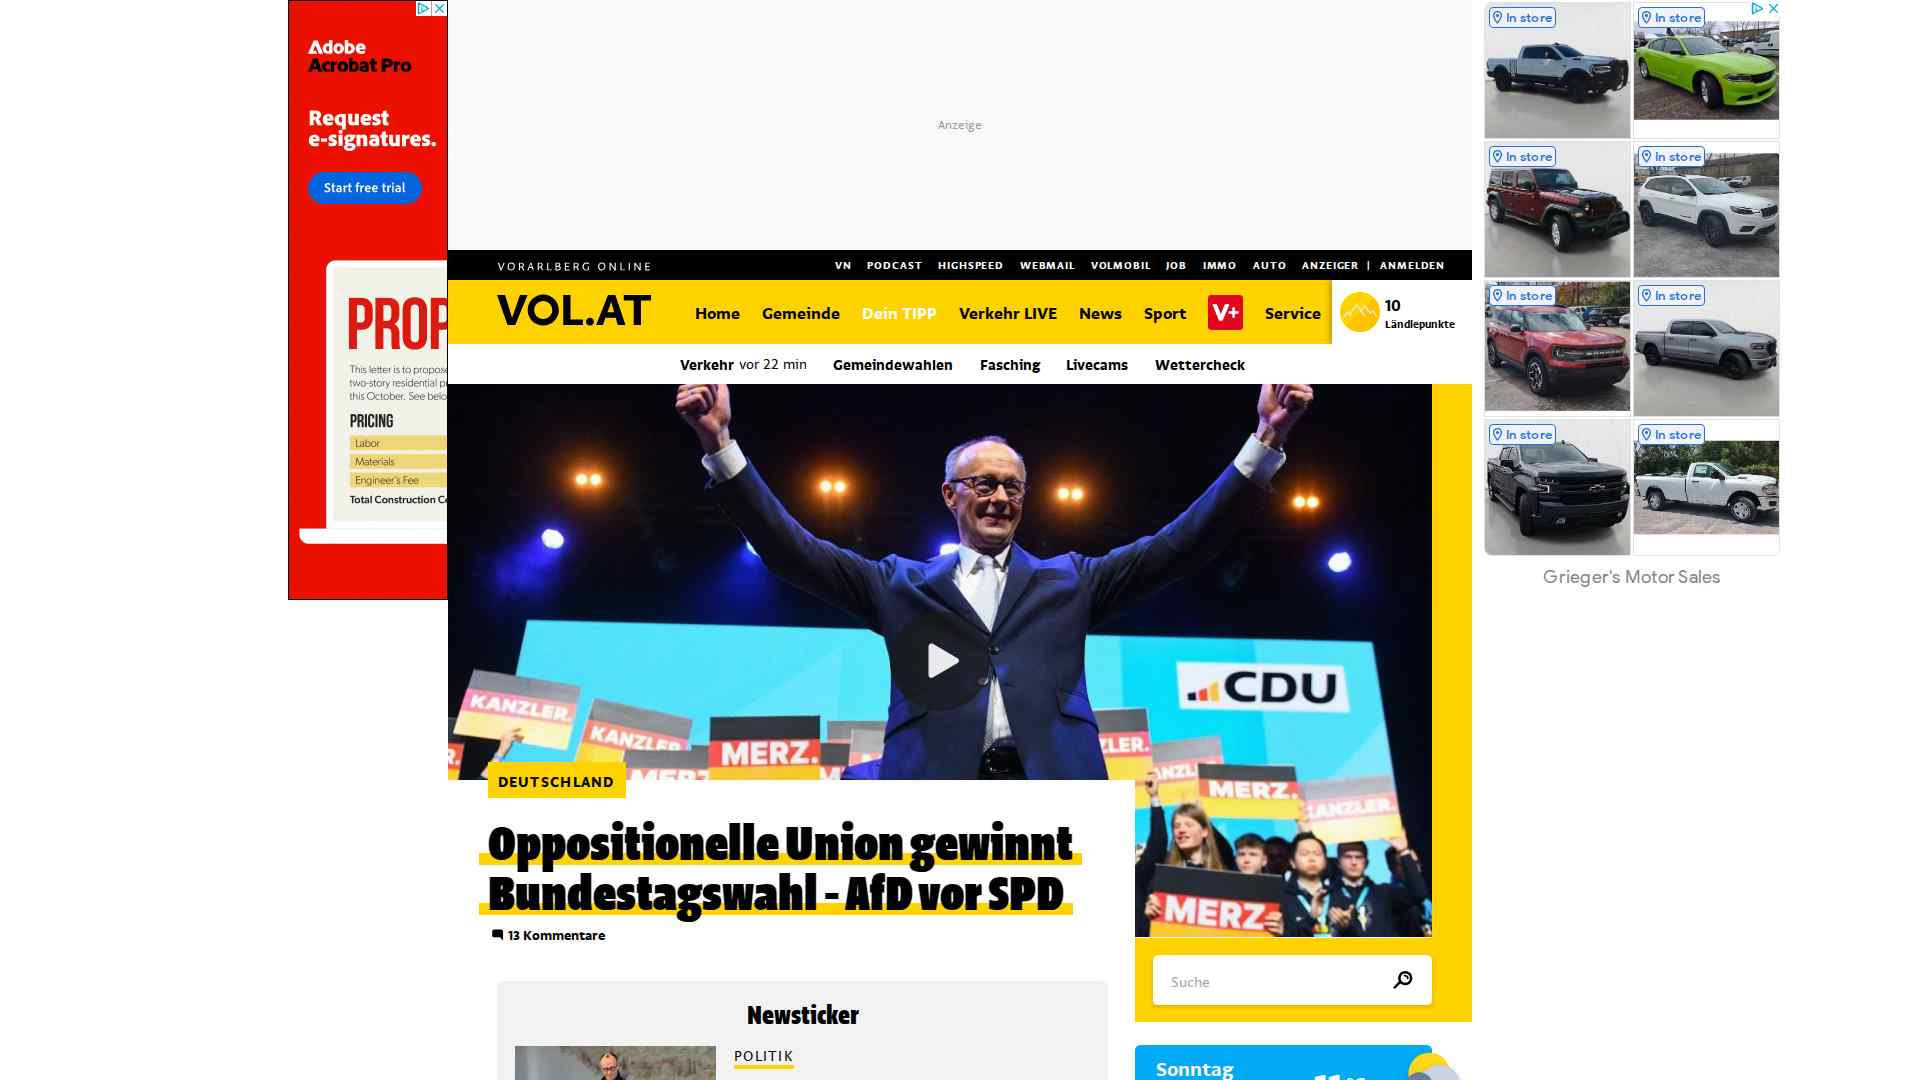 Adobe
Acrobat Pro
Request
e-signatures.
Start free trial
PROP
This letter is to propose
two-story residential p
this October. See belo
PRICING
Labor
Materials
Engineer's Fee
Total Construction C
Anzeige
VORARLBERG ONLINE
VN PODCAST HIGHSPEED WEBMAIL VOLMOBIL JOB IMMO AUTO ANZEIGER | ANMELDEN
VOL.AT
Home Gemeinde Dein TIPP Verkehr LIVE News Sport V+ Service
10
Ländlepunkte
Verkehr vor 22 min Gemeindewahlen Fasching Livecams Wettercheck
CDU
KANZLER.
KANZLER.
MERZ.
MERZ.
ZLER.
ANZLER.
MERZ.
KANZLER.
MERZ.
DEUTSCHLAND
Oppositionelle Union gewinnt
Bundestagswahl - AfD vor SPD
13 Kommentare
Suche
Newsticker
POLITIK
Sonntag
In store
In store
In store
In store
In store
In store
In store
In store
Grieger's Motor Sales